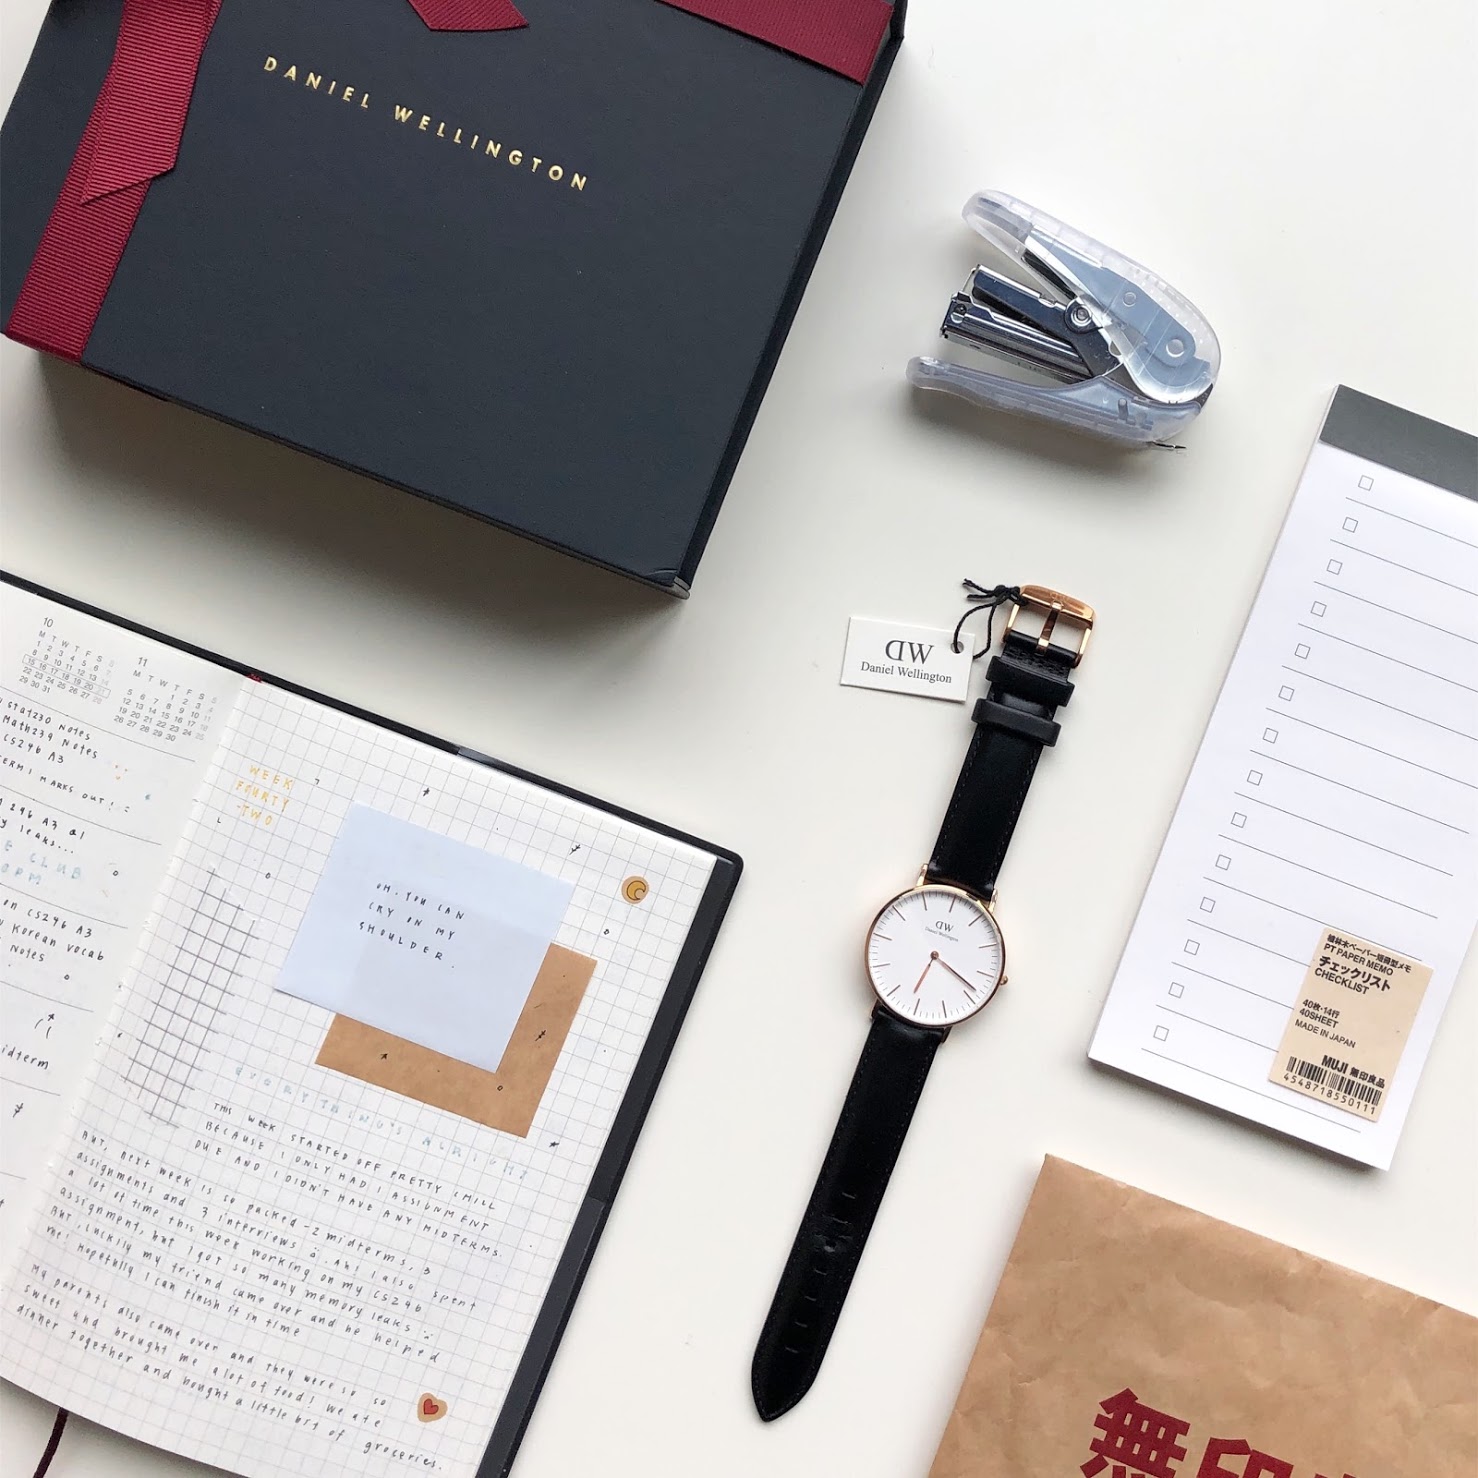 DANIEL WELLINGTON
DW
Daniel Wellington
DW
Daniel Wellington
植林木ペーパー短冊型メモ
PT PAPER MEMO
チェックリスト
CHECKLIST
40枚・14行
40SHEET
MADE IN JAPAN
MUJI 無印良品
4548718550111
無印
10
M T W T F S S
1 2 3 4 5 6 7
8 9 10 11 12 13 14
15 16 17 18 19 20 21
22 23 24 25 26 27 28
29 30 31
11
M T W T F S S
1 2 3 4
5 6 7 8 9 10 11
12 13 14 15 16 17 18
19 20 21 22 23 24 25
26 27 28 29 30
Stat230 Notes
Math239 Notes
CS246 A3
MARKS OUT!
246 A3 Q1
leaks...
CLUB
PM
on CS246 A3
Korean vocab
Notes
midterm
WEEK
FOURTY
TWO
OH. YOU CAN
CRY ON MY
SHOULDER.
EVERYTHING'S ALRIGHT
THIS WEEK STARTED OFF PRETTY CHILL
BECAUSE I ONLY HAD 1 ASSIGNMENT
DUE AND I DIDN'T HAVE ANY MIDTERMS.
But, next week is so packed - 2 midterms, 3
assignments and 3 interviews. Ah! I also spent
a lot of time this week working on my CS246
assignment, but I got so many memory leaks
But, luckily my friend came over and he helped
me! Hopefully I can finish it in time
My parents also came over and they were so so
sweet and brought me a lot of food! We ate
dinner together and bought a little bit of groceries.